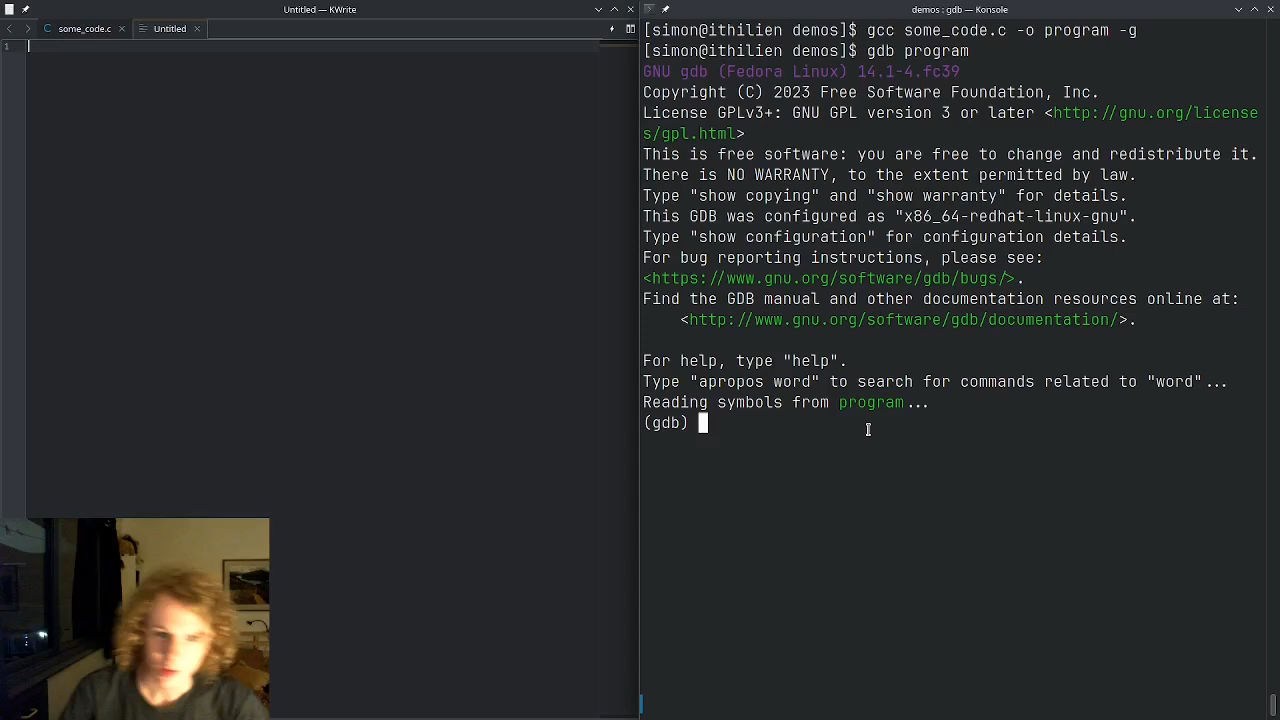 Untitled — KWrite
some_code.c
Untitled
1
demos : gdb — Konsole
[simon@ithilien demos]$ gcc some_code.c -o program -g
[simon@ithilien demos]$ gdb program
GNU gdb (Fedora Linux) 14.1-4.fc39
Copyright (C) 2023 Free Software Foundation, Inc.
License GPLv3+: GNU GPL version 3 or later <http://gnu.org/license
s/gpl.html>
This is free software: you are free to change and redistribute it.
There is NO WARRANTY, to the extent permitted by law.
Type "show copying" and "show warranty" for details.
This GDB was configured as "x86_64-redhat-linux-gnu".
Type "show configuration" for configuration details.
For bug reporting instructions, please see:
<https://www.gnu.org/software/gdb/bugs/>.
Find the GDB manual and other documentation resources online at:
    <http://www.gnu.org/software/gdb/documentation/>.
For help, type "help".
Type "apropos word" to search for commands related to "word"...
Reading symbols from program...
(gdb)